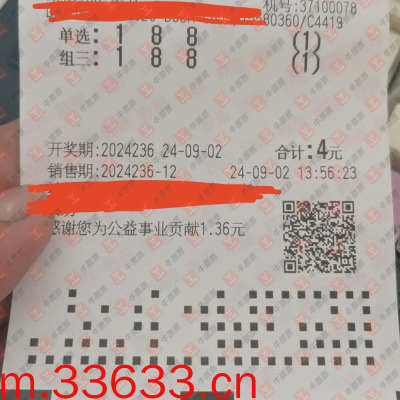 机号:37100078
80360/C4419
单选: 1 8 8 (1)
组三: 1 8 8 (1)
开奖期:2024236 24-09-02 合计:4元
销售期:2024236-12 24-09-02 13:56:23
感谢您为公益事业贡献1.36元
m.33633.cn